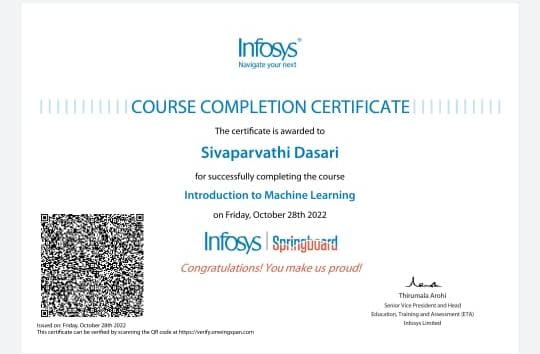 Infosys®
Navigate your next
COURSE COMPLETION CERTIFICATE
The certificate is awarded to
Sivaparvathi Dasari
for successfully completing the course
Introduction to Machine Learning
on Friday, October 28th 2022
Infosys | Springboard
Congratulations! You make us proud!
Thirumala Arohi
Senior Vice President and Head
Education, Training and Assessment (ETA)
Infosys Limited
Issued on: Friday, October 28th 2022
This certificate can be verified by scanning the QR code at https://verify.onwingspan.com